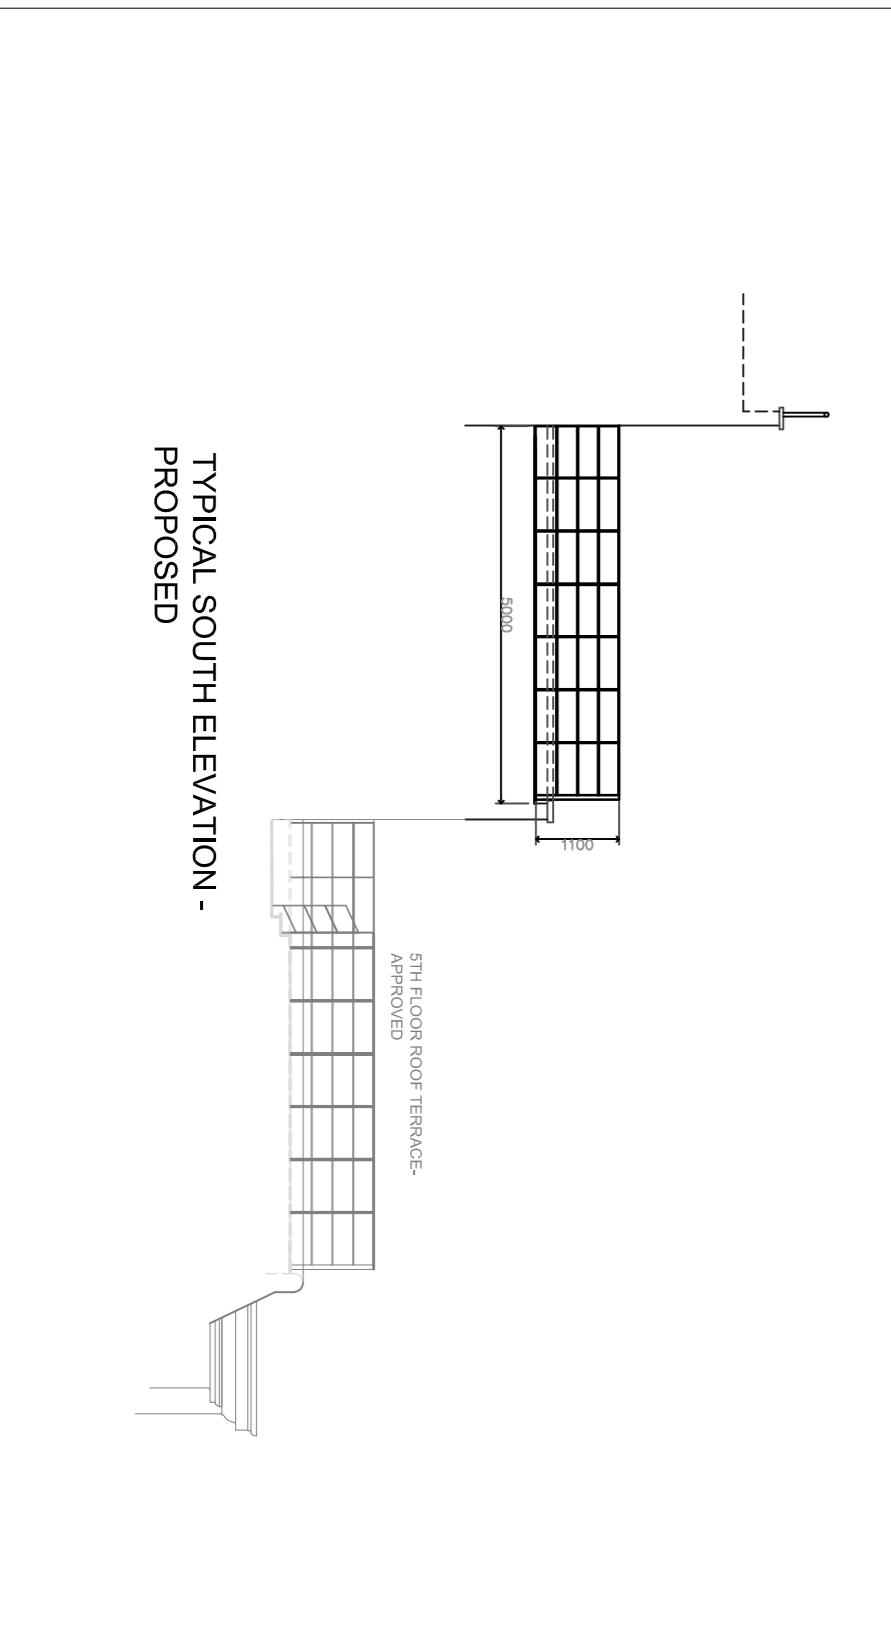 5000
1100
5TH FLOOR ROOF TERRACE-
APPROVED
TYPICAL SOUTH ELEVATION -
PROPOSED